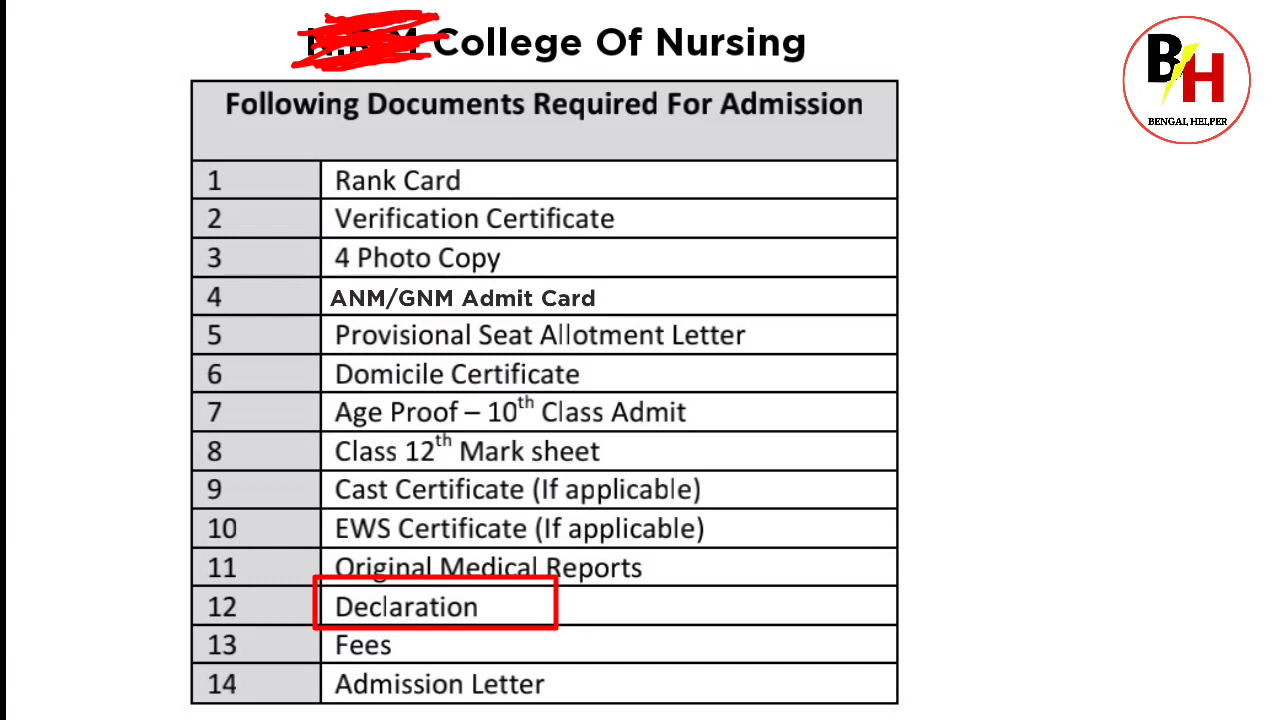 College Of Nursing
B H
BENGAL HELPER
Following Documents Required For Admission
1 Rank Card
2 Verification Certificate
3 4 Photo Copy
4 ANM/GNM Admit Card
5 Provisional Seat Allotment Letter
6 Domicile Certificate
7 Age Proof – 10th Class Admit
8 Class 12th Mark sheet
9 Cast Certificate (If applicable)
10 EWS Certificate (If applicable)
11 Original Medical Reports
12 Declaration
13 Fees
14 Admission Letter